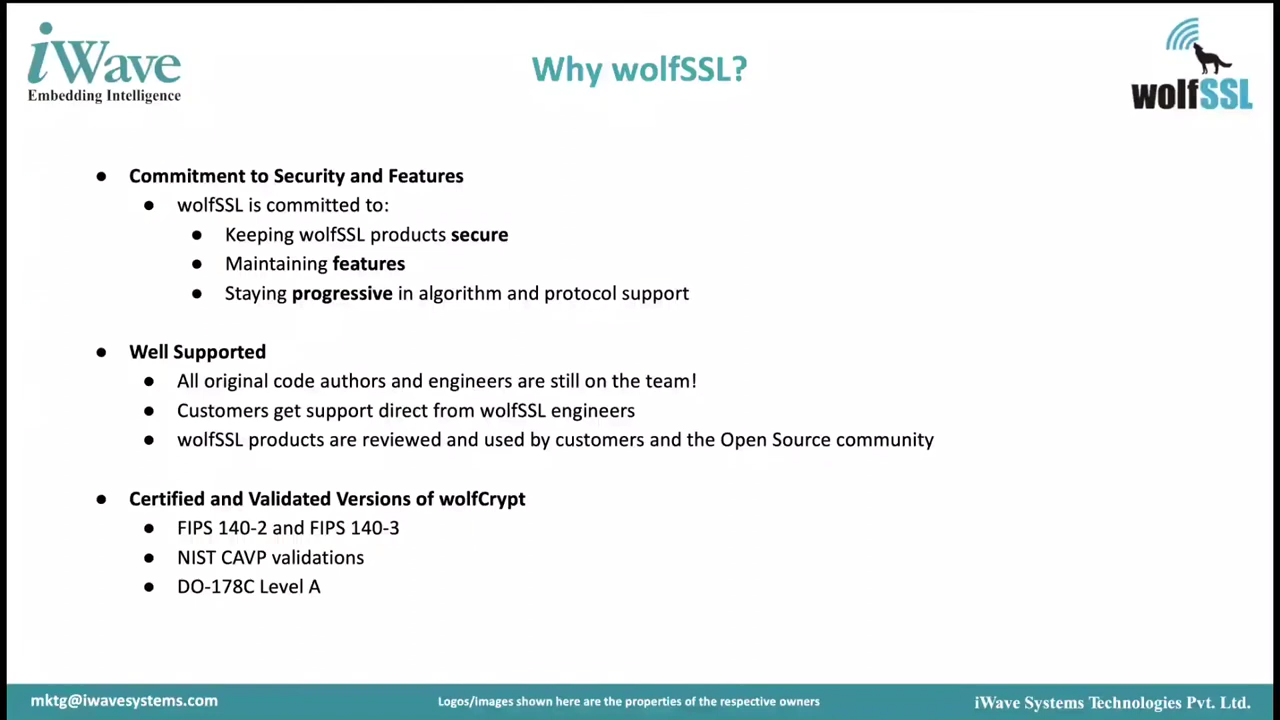 iWave
Embedding Intelligence
Why wolfSSL?
wolfSSL
● Commitment to Security and Features
● wolfSSL is committed to:
● Keeping wolfSSL products secure
● Maintaining features
● Staying progressive in algorithm and protocol support
● Well Supported
● All original code authors and engineers are still on the team!
● Customers get support direct from wolfSSL engineers
● wolfSSL products are reviewed and used by customers and the Open Source community
● Certified and Validated Versions of wolfCrypt
● FIPS 140-2 and FIPS 140-3
● NIST CAVP validations
● DO-178C Level A
mktg@iwavesystems.com
Logos/Images shown here are the properties of the respective owners
iWave Systems Technologies Pvt. Ltd.